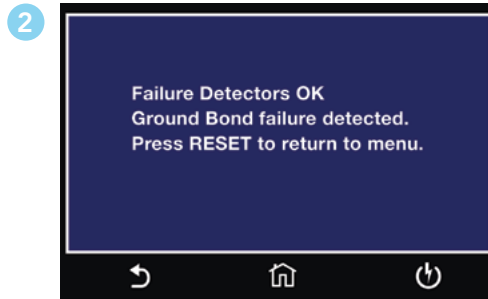 2
Failure Detectors OK
Ground Bond failure detected.
Press RESET to return to menu.